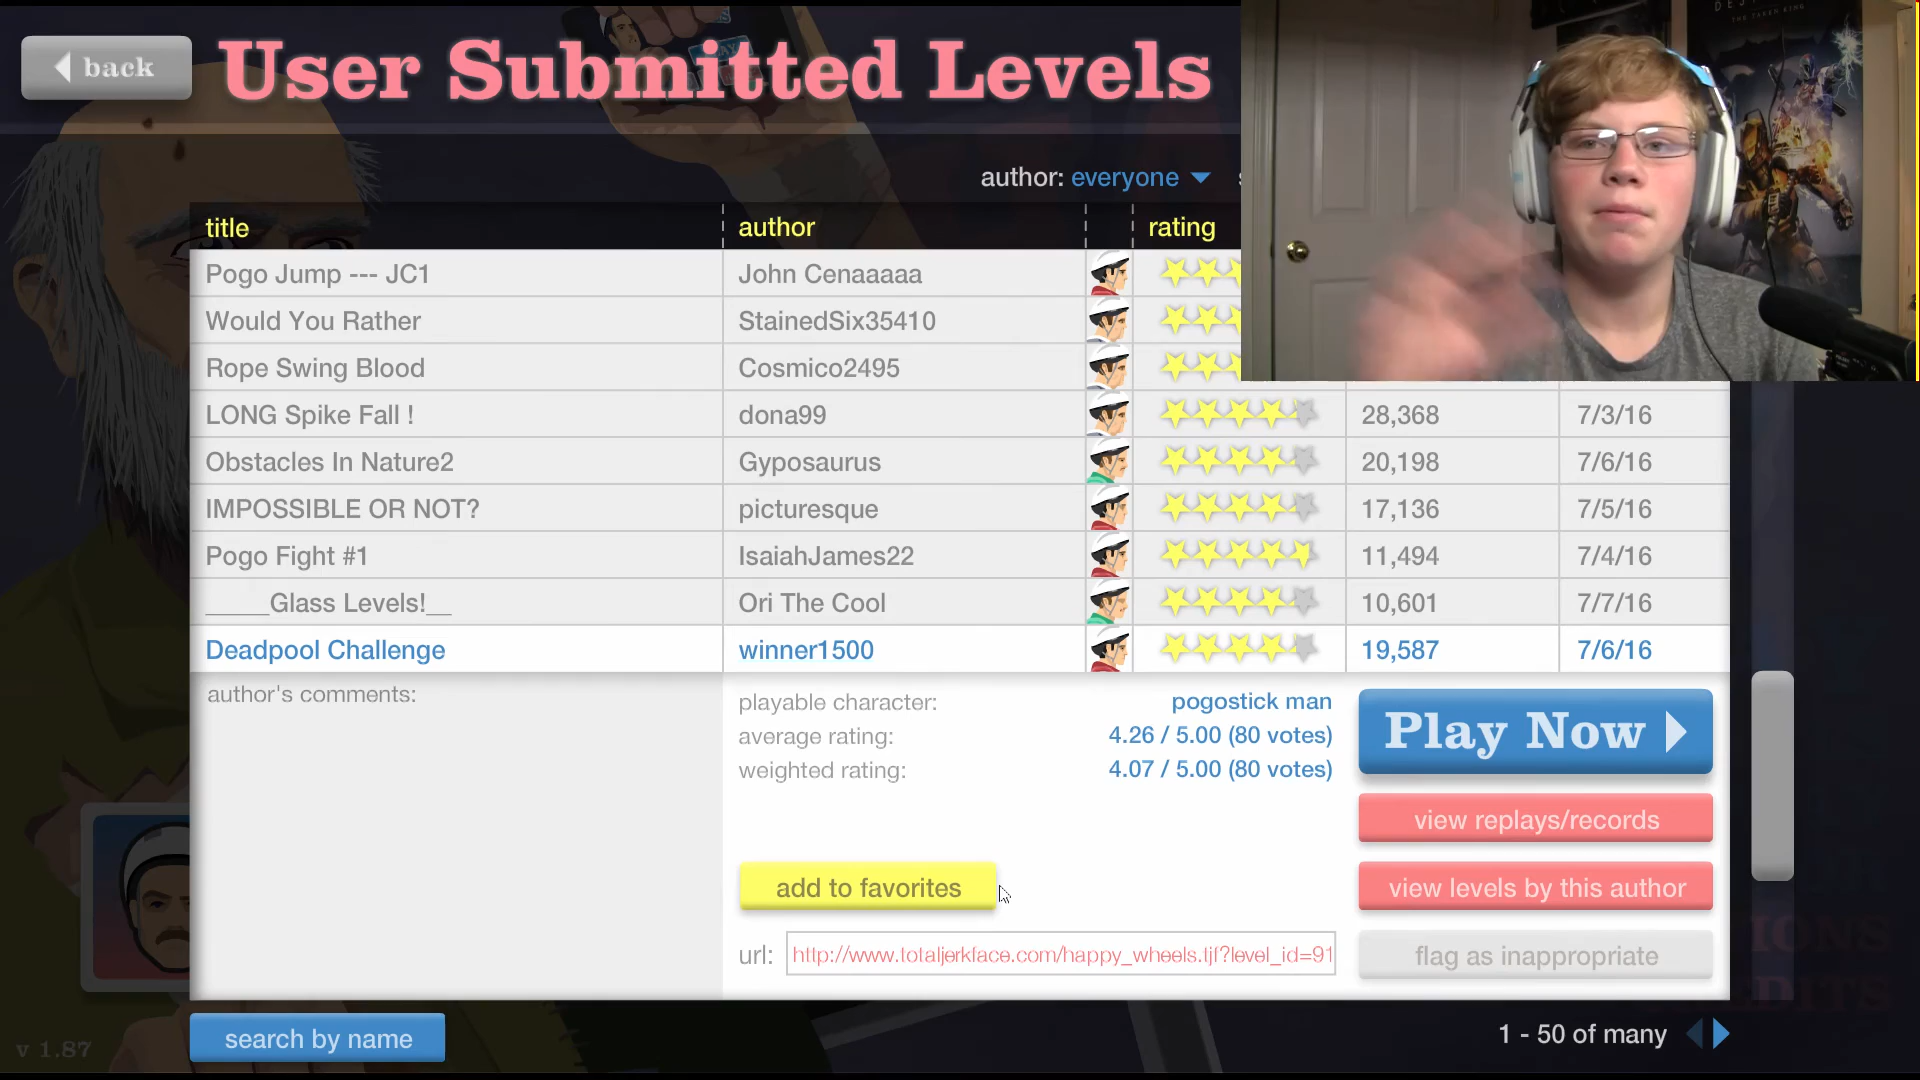 back
User Submitted Levels
THE TAKEN KING
author: everyone
title author rating
Pogo Jump --- JC1 John Cenaaaaa
Would You Rather StainedSix35410
Rope Swing Blood Cosmico2495
LONG Spike Fall ! dona99 28,368 7/3/16
Obstacles In Nature2 Gyposaurus 20,198 7/6/16
IMPOSSIBLE OR NOT? picturesque 17,136 7/5/16
Pogo Fight #1 IsaiahJames22 11,494 7/4/16
_____Glass Levels!__ Ori The Cool 10,601 7/7/16
Deadpool Challenge winner1500 19,587 7/6/16
author's comments:
playable character: pogostick man
average rating: 4.26 / 5.00 (80 votes)
weighted rating: 4.07 / 5.00 (80 votes)
Play Now
view replays/records
add to favorites
view levels by this author
url: http://www.totaljerkface.com/happy_wheels.tjf?level_id=91
flag as inappropriate
search by name
1 - 50 of many
v 1.87